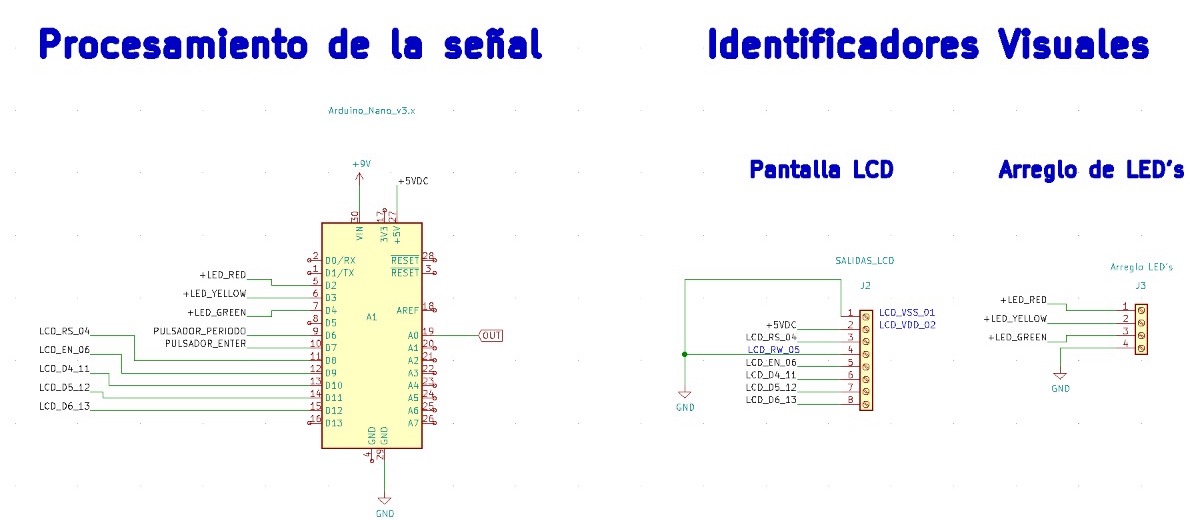 Procesamiento de la señal
Identificadores Visuales
Arduino_Nano_v3.x
Pantalla LCD
Arreglo de LED's
+9V
+5VDC
30
17
27
VIN
3V3
+5V
2 D0/RX
1 D1/TX
+LED_RED 5 D2
+LED_YELLOW 6 D3
+LED_GREEN 7 D4
8 D5
PULSADOR_PERIODO 9 D6
PULSADOR_ENTER 10 D7
LCD_RS_04 11 D8
LCD_EN_06 12 D9
LCD_D4_11 13 D10
LCD_D5_12 14 D11
LCD_D6_13 15 D12
16 D13
A1
RESET 28
RESET 3
AREF 18
A0 19 OUT
A1 20
A2 21
A3 22
A4 23
A5 24
A6 25
A7 26
GND GND
4 29
GND
SALIDAS_LCD
J2
1 LCD_VSS_01
+5VDC 2 LCD_VDD_02
LCD_RS_04 3
LCD_RW_05 4
LCD_EN_06 5
LCD_D4_11 6
LCD_D5_12 7
LCD_D6_13 8
GND
Arreglo LED's
J3
+LED_RED 1
+LED_YELLOW 2
+LED_GREEN 3
4
GND